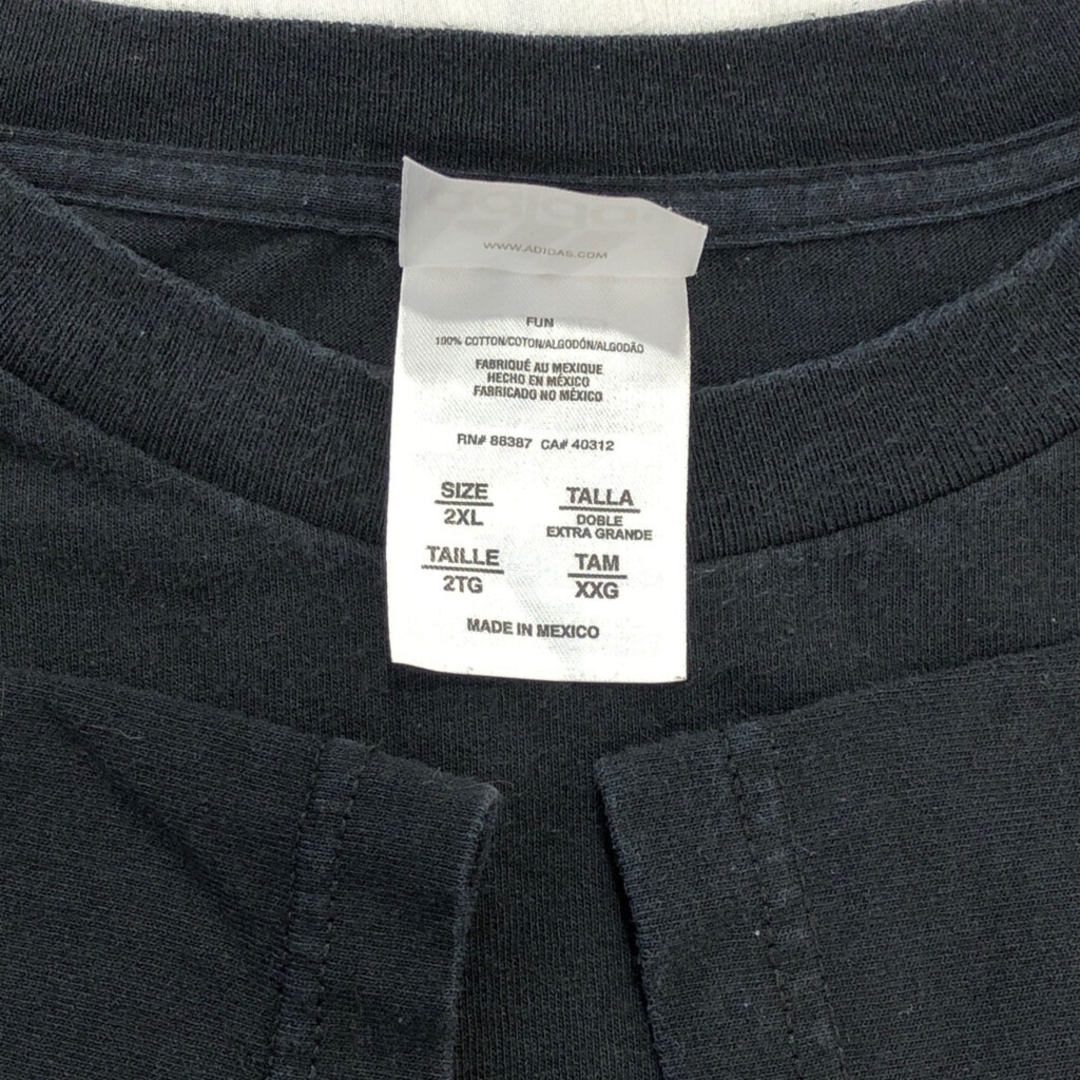 WWW.ADIDAS.COM
FUN
100% COTTON/COTON/ALGODÓN/ALGODÃO
FABRIQUÉ AU MEXIQUE
HECHO EN MÉXICO
FABRICADO NO MÉXICO
RN# 88387 CA# 40312
SIZE
2XL
TALLA
DOBLE
EXTRA GRANDE
TAILLE
2TG
TAM
XXG
MADE IN MEXICO